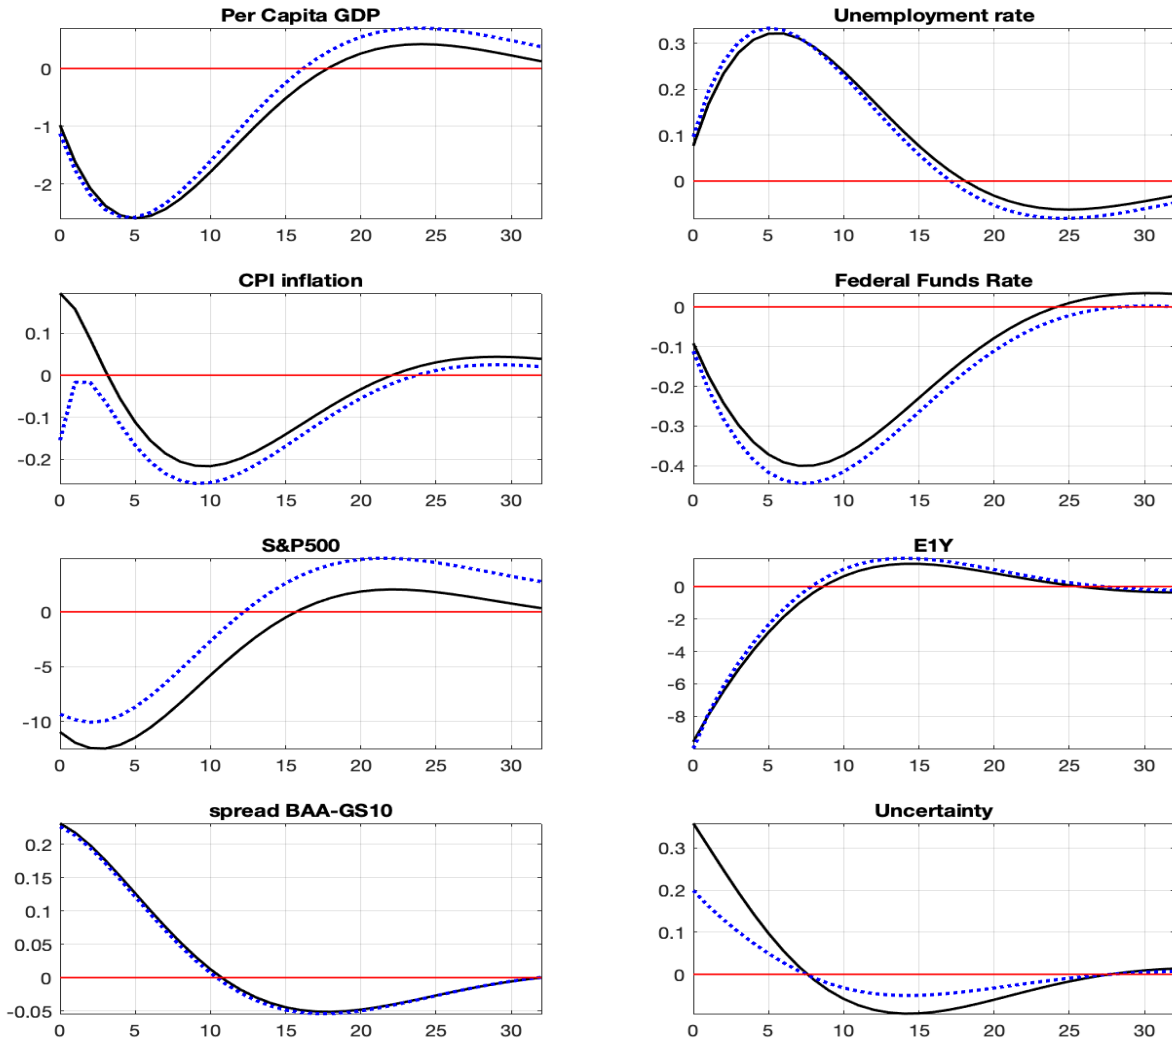 Per Capita GDP
0
-1
-2
0 5 10 15 20 25 30
Unemployment rate
0.3
0.2
0.1
0
0 5 10 15 20 25 30
CPI inflation
0.1
0
-0.1
-0.2
0 5 10 15 20 25 30
Federal Funds Rate
0
-0.1
-0.2
-0.3
-0.4
0 5 10 15 20 25 30
S&P500
0
-5
-10
0 5 10 15 20 25 30
E1Y
0
-2
-4
-6
-8
0 5 10 15 20 25 30
spread BAA-GS10
0.2
0.15
0.1
0.05
0
-0.05
0 5 10 15 20 25 30
Uncertainty
0.3
0.2
0.1
0
0 5 10 15 20 25 30